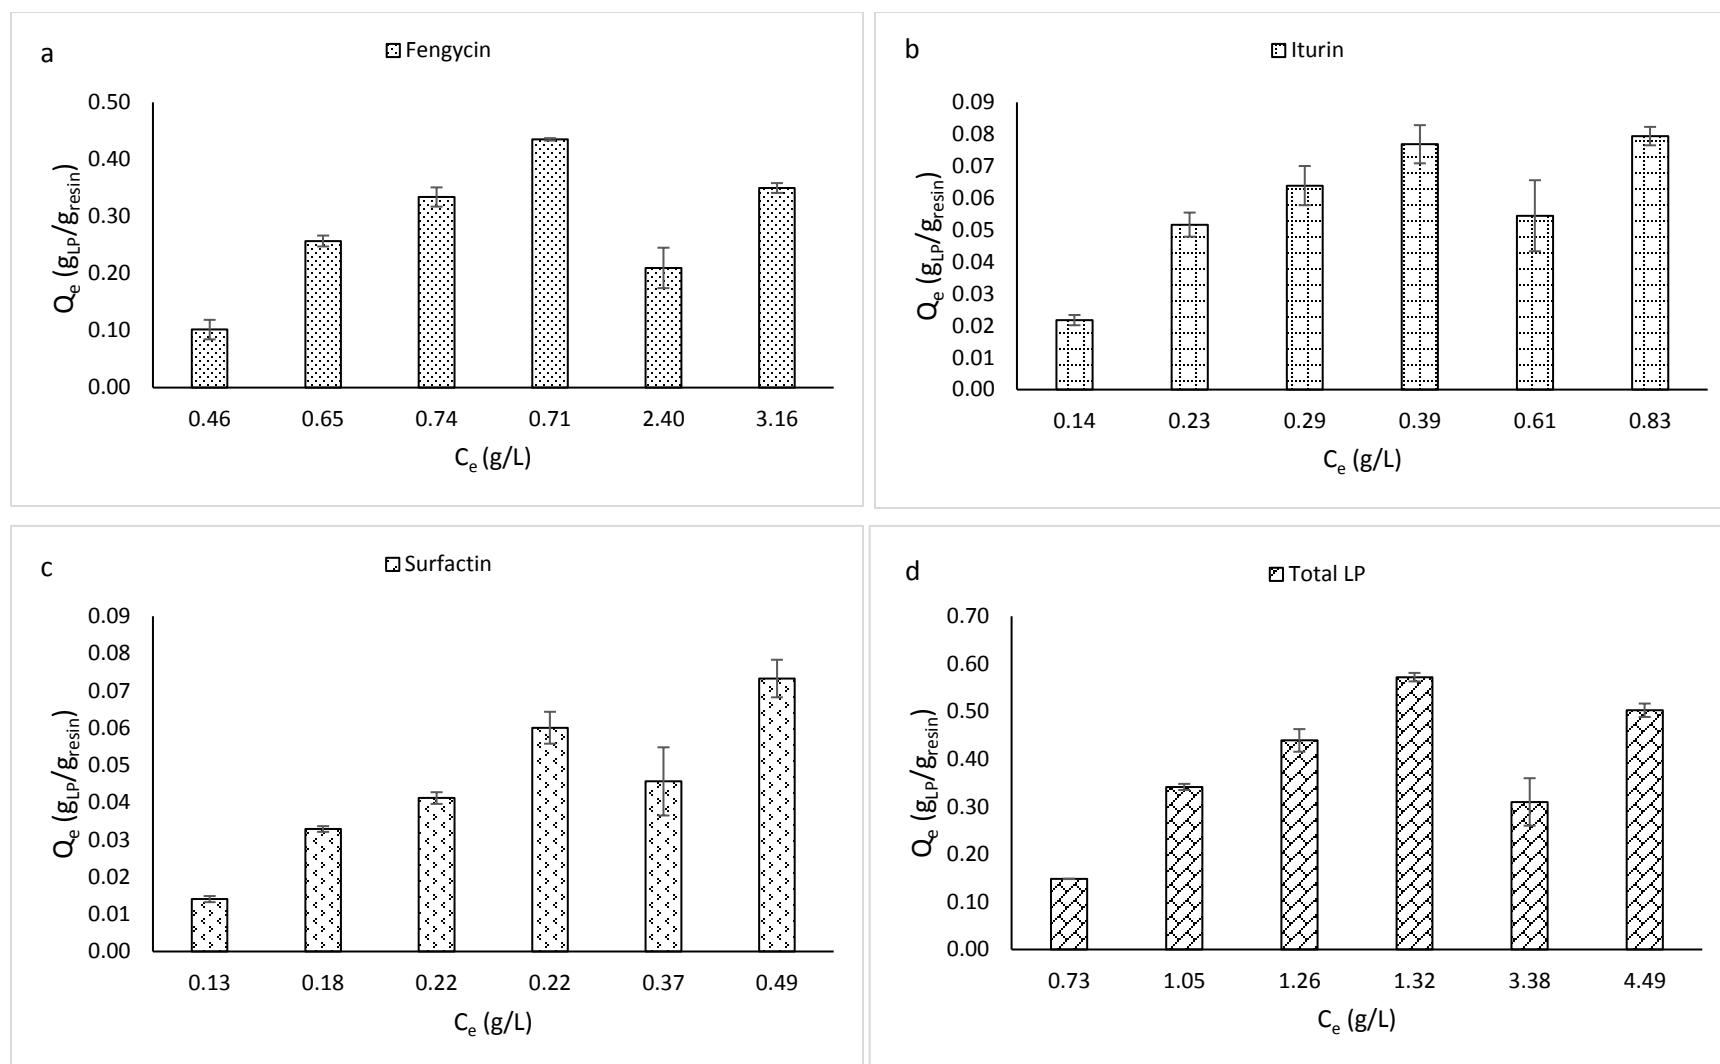 a
Fengycin
0.50
0.40
0.30
0.20
0.10
0.00
Qe (gLP/gresin)
0.46 0.65 0.74 0.71 2.40 3.16
Ce (g/L)
b
Iturin
0.09
0.08
0.07
0.06
0.05
0.04
0.03
0.02
0.01
0.00
Qe (gLP/gresin)
0.14 0.23 0.29 0.39 0.61 0.83
Ce (g/L)
c
Surfactin
0.09
0.08
0.07
0.06
0.05
0.04
0.03
0.02
0.01
0.00
Qe (gLP/gresin)
0.13 0.18 0.22 0.22 0.37 0.49
Ce (g/L)
d
Total LP
0.70
0.60
0.50
0.40
0.30
0.20
0.10
0.00
Qe (gLP/gresin)
0.73 1.05 1.26 1.32 3.38 4.49
Ce (g/L)